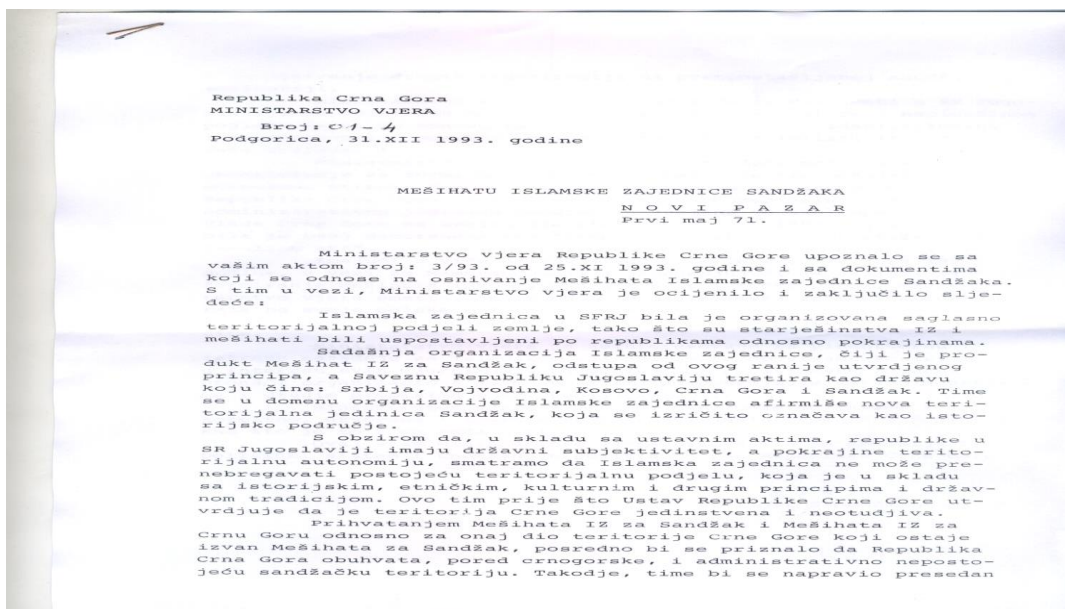 Republika Crna Gora
MINISTARSTVO VJERA
Broj: 01-4
Podgorica, 31.XII 1993. godine
MEŠIHATU ISLAMSKE ZAJEDNICE SANDŽAKA
N O V I P A Z A R
Prvi maj 71.
Ministarstvo vjera Republike Crne Gore upoznalo se sa
vašim aktom broj: 3/93. od 25.XI 1993. godine i sa dokumentima
koji se odnose na osnivanje Mešihata Islamske zajednice Sandžaka.
S tim u vezi, Ministarstvo vjera je ocijenilo i zaključilo slje-
deće:
Islamska zajednica u SFRJ bila je organizovana saglasno
teritorijalnoj podjeli zemlje, tako što su starješinstva IZ i
mešihati bili uspostavljeni po republikama odnosno pokrajinama.
Sadašnja organizacija Islamske zajednice, čiji je pro-
dukt Mešihat IZ za Sandžak, odstupa od ovog ranije utvrdjenog
principa, a Saveznu Republiku Jugoslaviju tretira kao državu
koju čine: Srbija, Vojvodina, Kosovo, Crna Gora i Sandžak. Time
se u domenu organizacije Islamske zajednice afirmiše nova teri-
torijalna jedinica Sandžak, koja se izričito označava kao isto-
rijsko područje.
S obzirom da, u skladu sa ustavnim aktima, republike u
SR Jugoslaviji imaju državni subjektivitet, a pokrajine terito-
rijalnu autonomiju, smatramo da Islamska zajednica ne može pre-
nebregavati postojeću teritorijalnu podjelu, koja je u skladu
sa istorijskim, etničkim, kulturnim i drugim principima i držav-
nom tradicijom. Ovo tim prije što Ustav Republike Crne Gore ut-
vrdjuje da je teritorija Crne Gore jedinstvena i neotudjiva.
Prihvatanjem Mešihata IZ za Sandžak i Mešihata IZ za
Crnu Goru odnosno za onaj dio teritorije Crne Gore koji ostaje
izvan Mešihata za Sandžak, posredno bi se priznalo da Republika
Crna Gora obuhvata, pored crnogorske, i administrativno neposto-
jeću sandžačku teritoriju. Takodje, time bi se napravio presedan